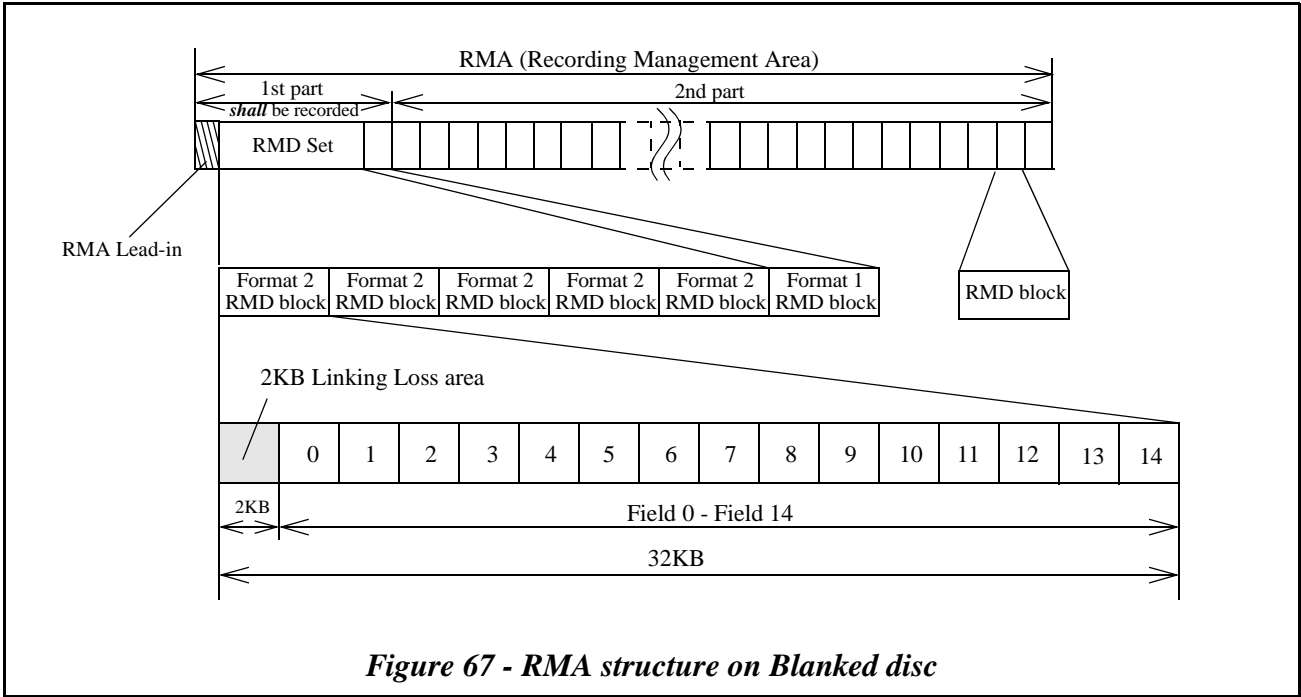 RMA (Recording Management Area)
1st part
shall be recorded
2nd part
RMD Set
RMA Lead-in
Format 2
RMD block
Format 2
RMD block
Format 2
RMD block
Format 2
RMD block
Format 2
RMD block
Format 1
RMD block
RMD block
2KB Linking Loss area
0 1 2 3 4 5 6 7 8 9 10 11 12 13 14
2KB
Field 0 - Field 14
32KB
Figure 67 - RMA structure on Blanked disc